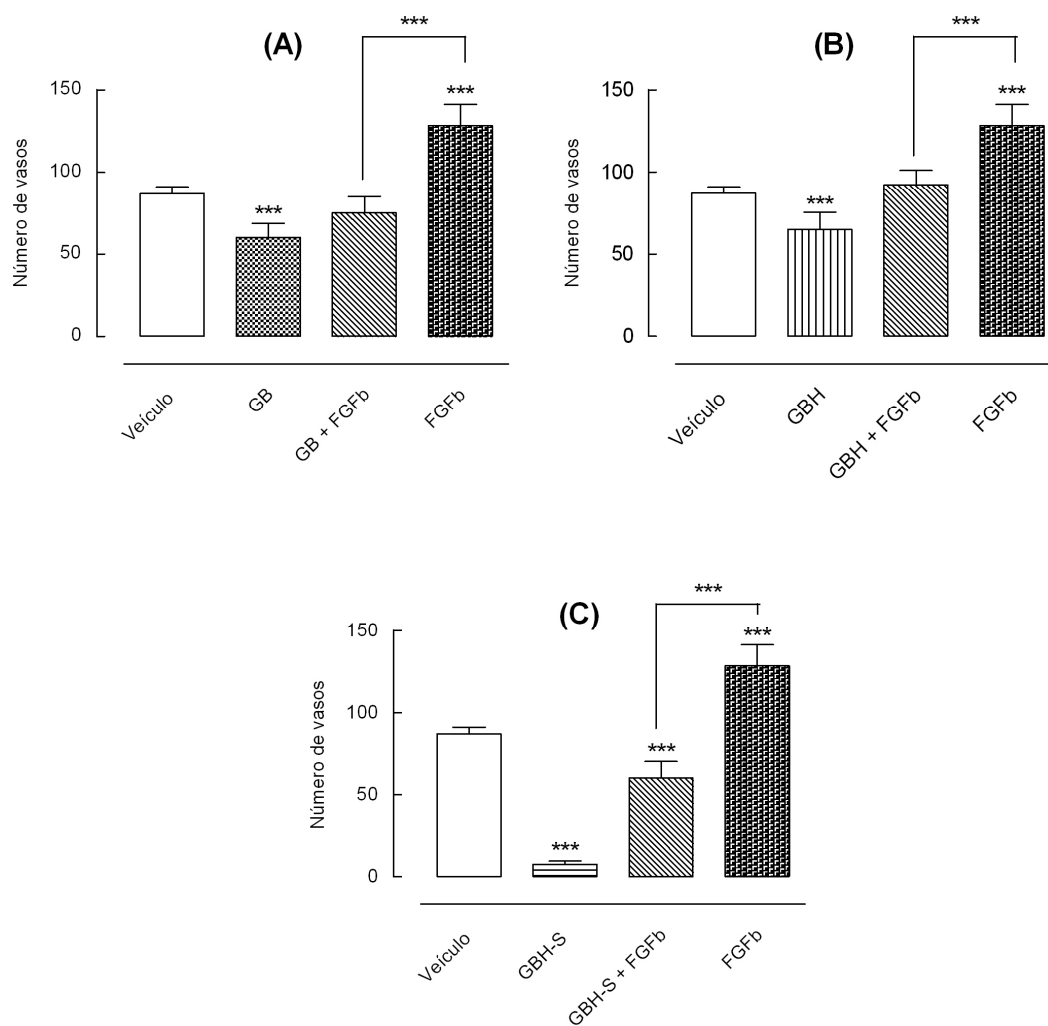 ***
(A)
150
***
100
***
50
0
Número de vasos
Veículo
GB
GB + FGFb
FGFb
***
(B)
150
***
100
***
50
0
Número de vasos
Veículo
GBH
GBH + FGFb
FGFb
***
(C)
150
***
100
***
50
***
0
Número de vasos
Veículo
GBH-S
GBH-S + FGFb
FGFb